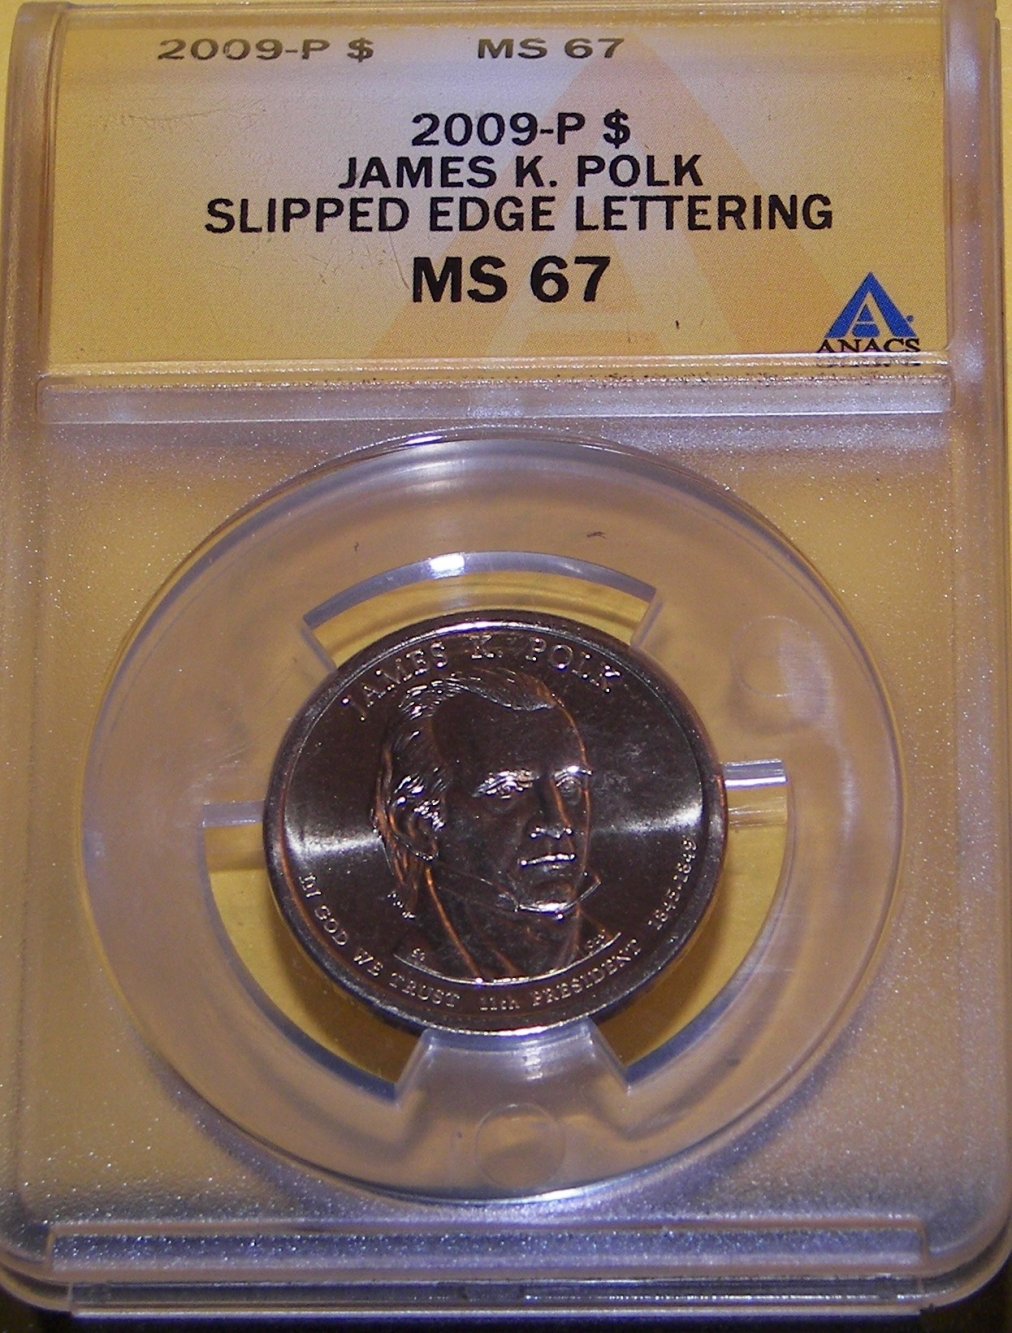 2009-P $ MS 67
2009-P $
JAMES K. POLK
SLIPPED EDGE LETTERING
MS 67
ANACS
JAMES K. POLK
IN GOD WE TRUST 11th PRESIDENT 1845-1849